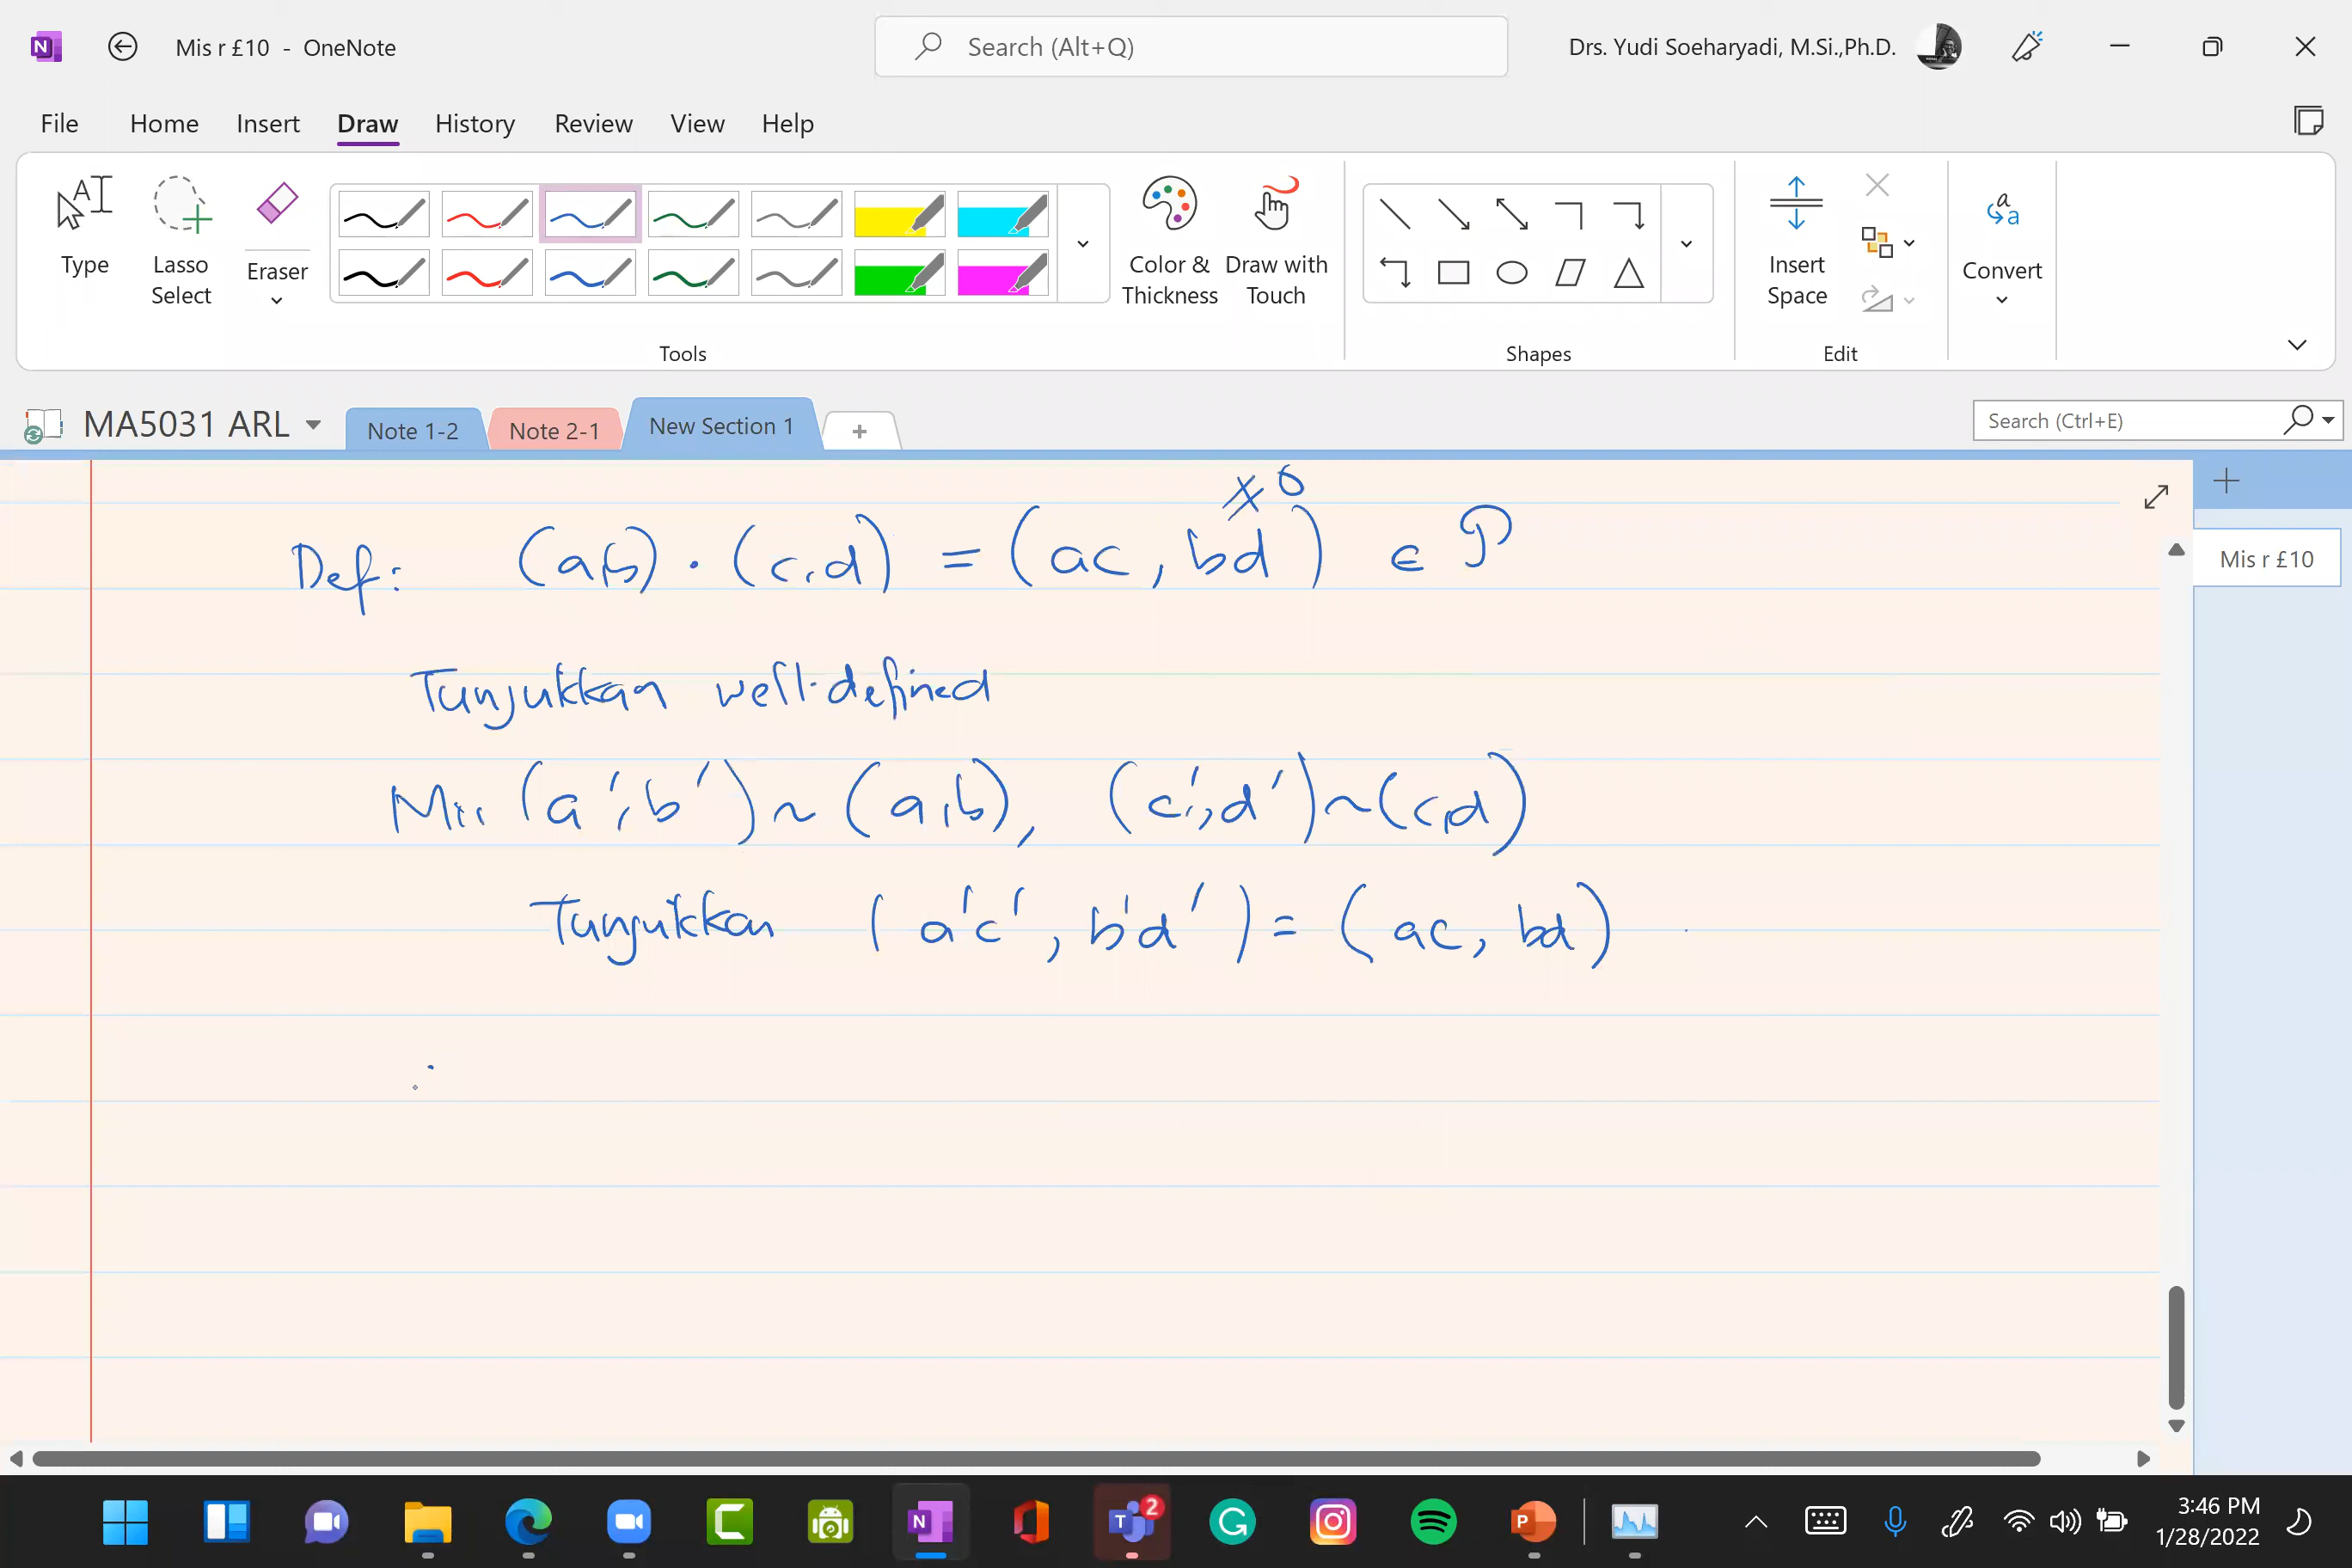 Mis r £10 - OneNote
Search (Alt+Q)
Drs. Yudi Soeharyadi, M.Si.,Ph.D.
File Home Insert Draw History Review View Help
Type
Lasso Select
Eraser
Color & Thickness
Draw with Touch
Insert Space
Convert
Tools
Shapes
Edit
MA5031 ARL
Note 1-2
Note 2-1
New Section 1
Search (Ctrl+E)
Mis r £10
≠ 0
Def: (a,b) · (c,d) = (ac, bd) ∈ P
Tunjukkan well-defined
Mis (a', b') ~ (a,b), (c', d') ~ (c,d)
Tunjukkan (a'c', b'd') = (ac, bd)
2
3:46 PM
1/28/2022